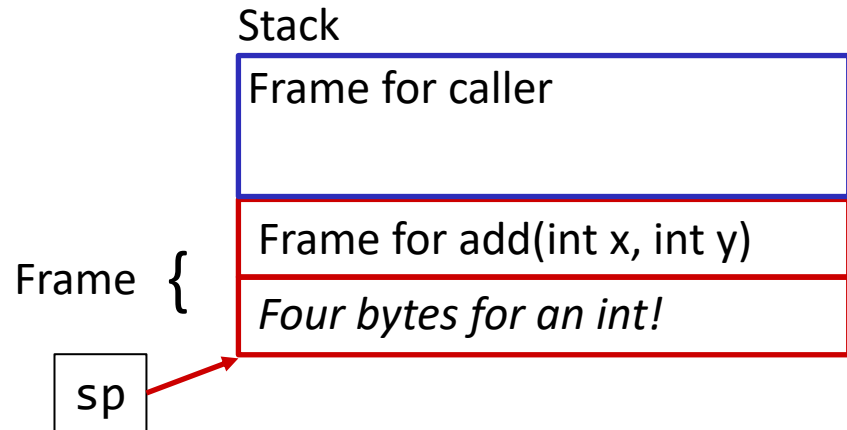 Stack
Frame for caller
Frame for add(int x, int y)
Frame {
Four bytes for an int!
sp